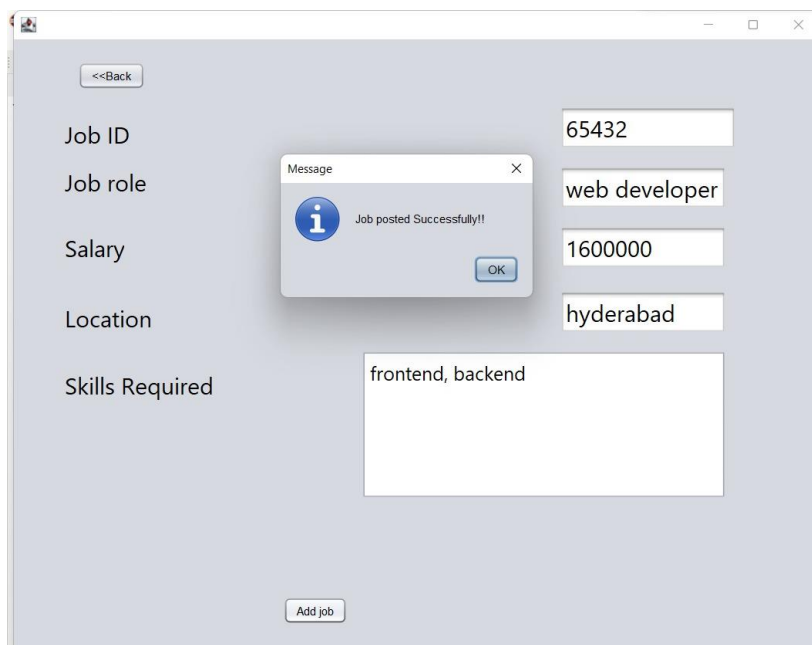 <<Back
Job ID
65432
Job role
web developer
Salary
1600000
Location
hyderabad
Skills Required
frontend, backend
Message
Job posted Successfully!!
OK
Add job